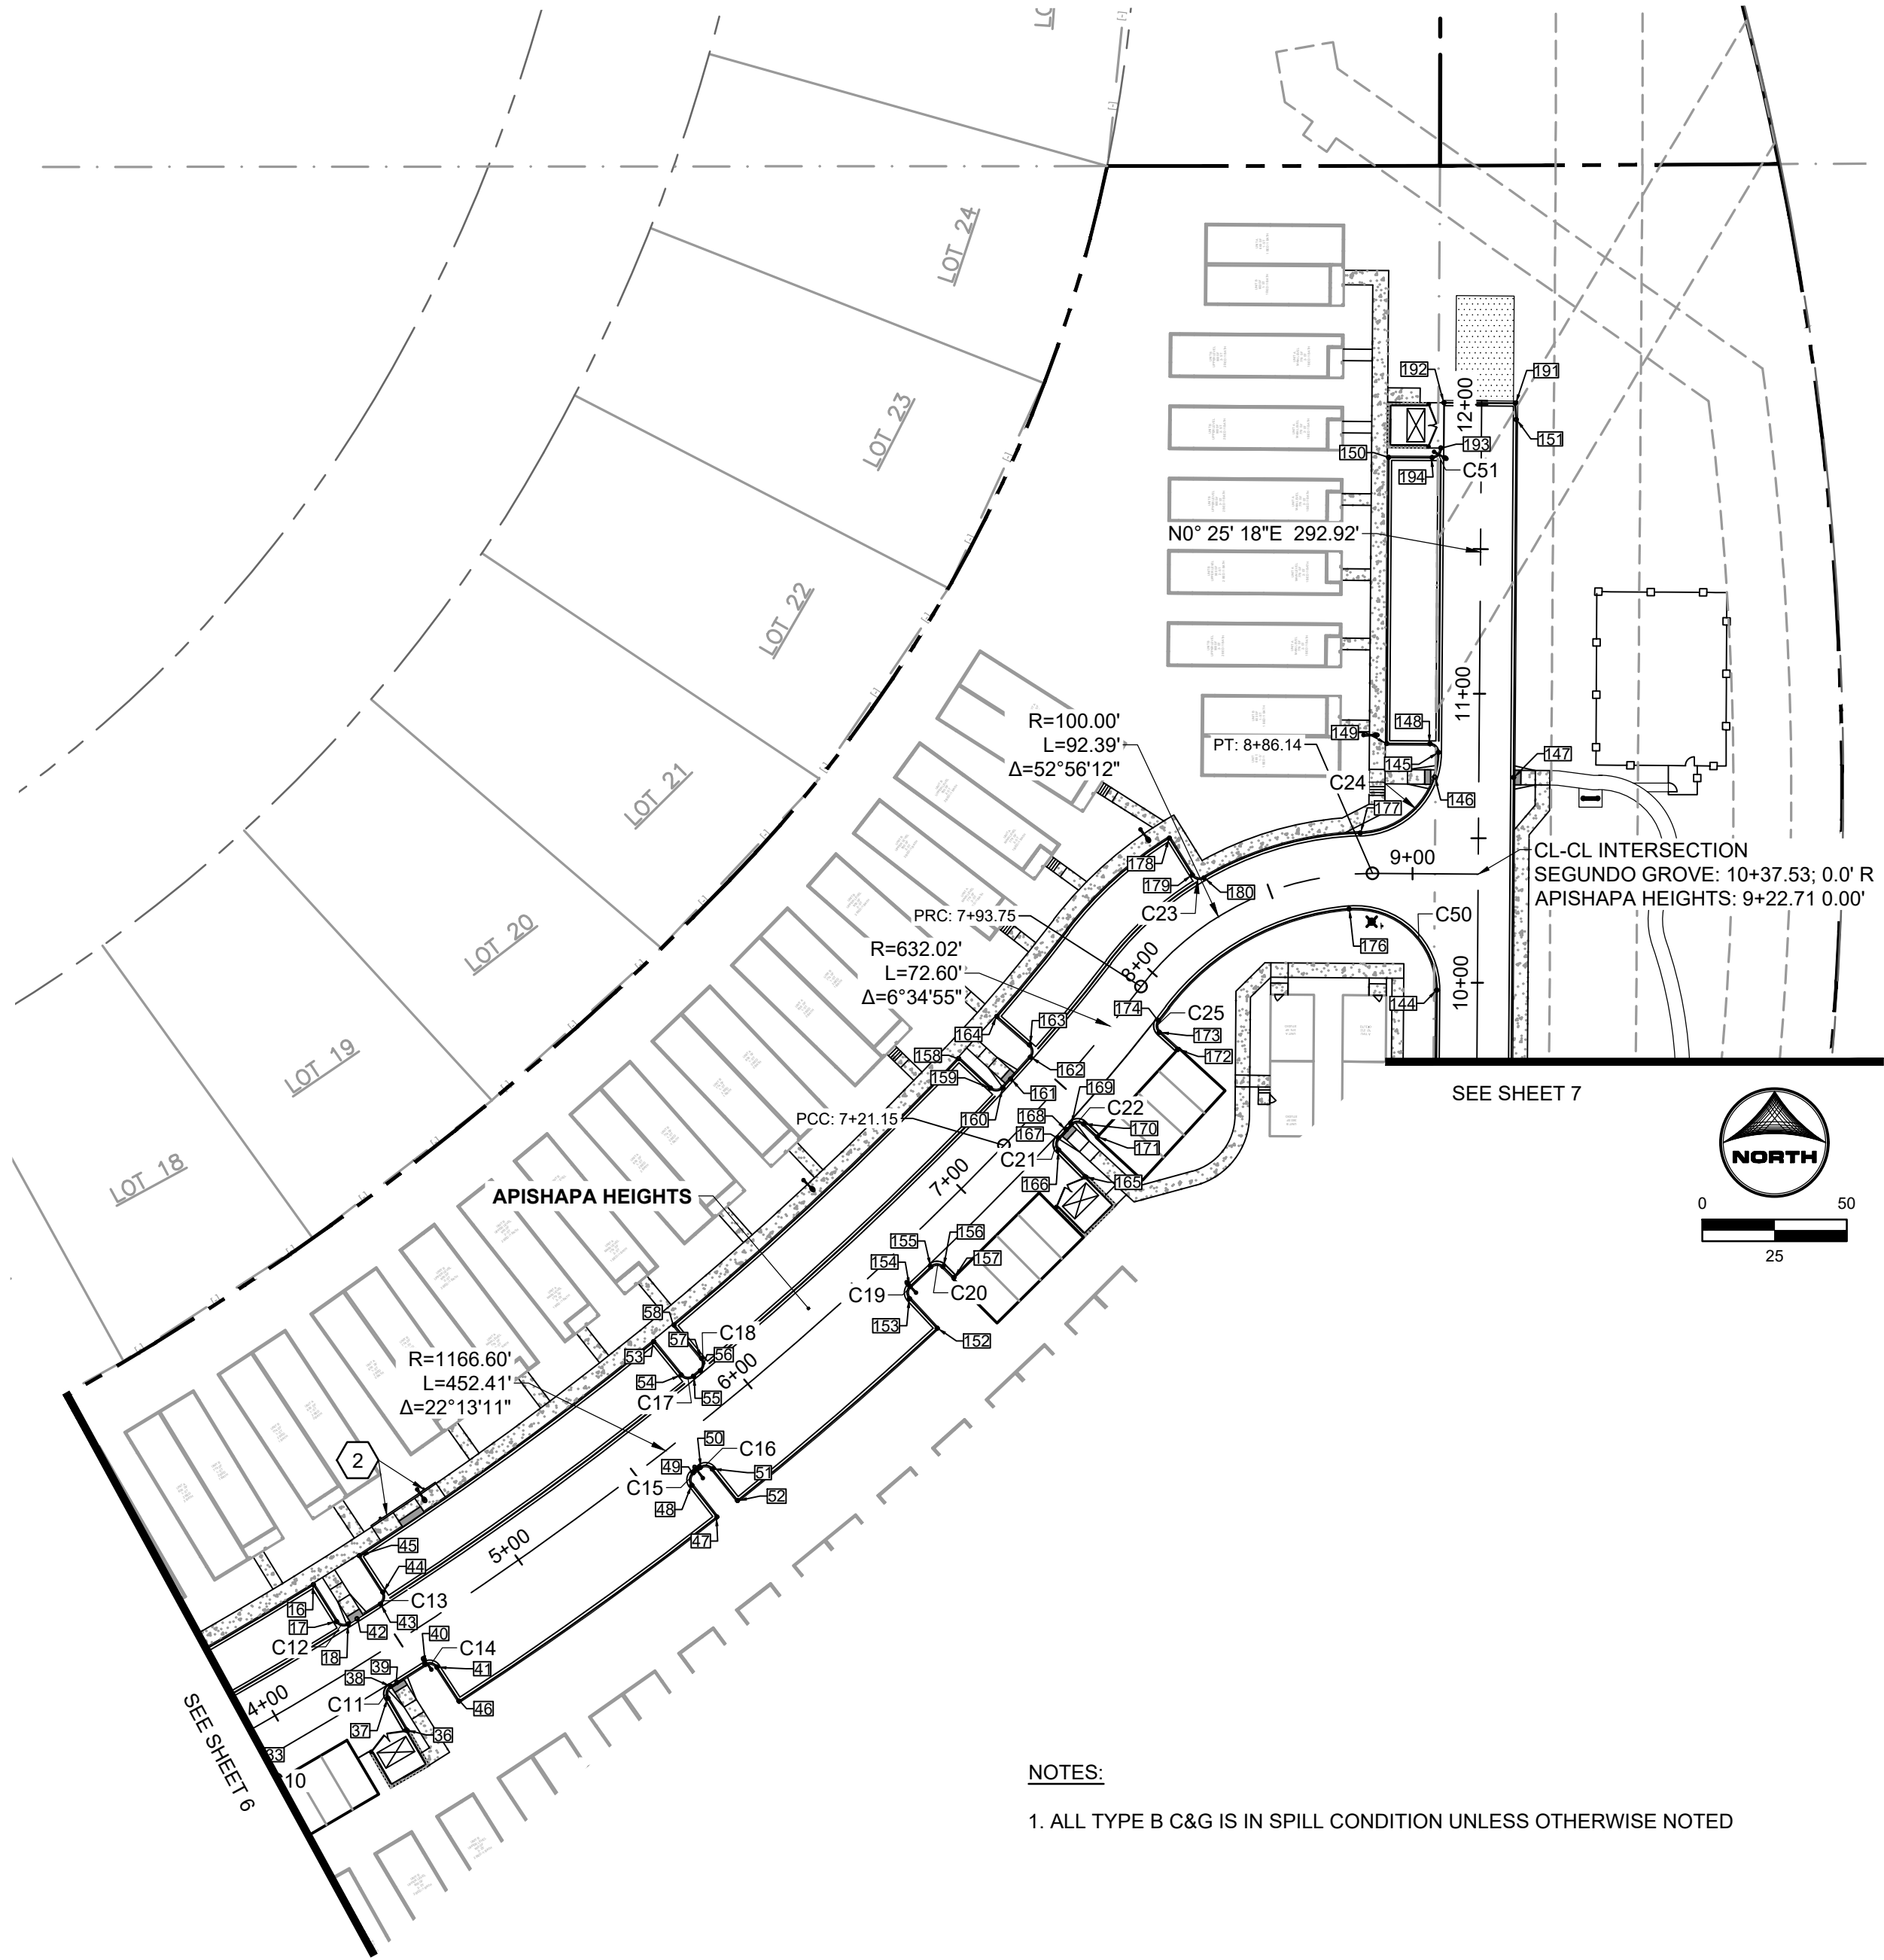 LOT 24
LOT 23
LOT 22
LOT 21
LOT 20
LOT 19
LOT 18
192
191
12+00
151
193
150
C51
194
N0° 25' 18"E 292.92'
11+00
R=100.00'
L=92.39'
Δ=52°56'12"
149
148
PT: 8+86.14
147
145
C24
146
177
9+00
CL-CL INTERSECTION
SEGUNDO GROVE: 10+37.53; 0.0' R
APISHAPA HEIGHTS: 9+22.71 0.00'
178
179
180
C23
PRC: 7+93.75
C50
176
R=632.02'
L=72.60'
Δ=6°34'55"
8+00
10+00
144
174
C25
173
172
164
163
158
162
159
161
160
169
168
C22
PCC: 7+21.15
167
170
171
C21
166
165
SEE SHEET 7
NORTH
0 50
25
7+00
APISHAPA HEIGHTS
155
156
154
157
C19
C20
153
152
58
57
C18
56
53
54
55
C17
6+00
R=1166.60'
L=452.41'
Δ=22°13'11"
50
C16
49
51
C15
48
52
47
2
5+00
45
44
16
C13
17
43
42
C12
18
40
C14
39
41
38
C11
46
37
36
4+00
33
10
SEE SHEET 6
NOTES:
1. ALL TYPE B C&G IS IN SPILL CONDITION UNLESS OTHERWISE NOTED